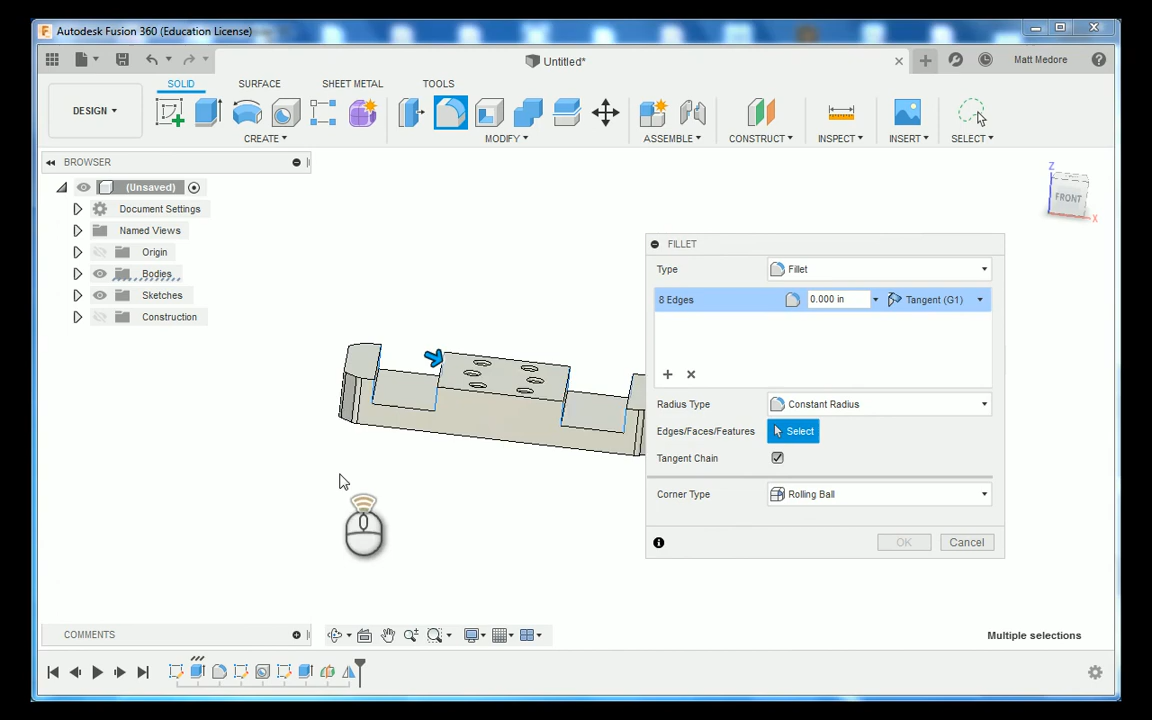 Autodesk Fusion 360 (Education License)
Untitled*
Matt Medore
SOLID SURFACE SHEET METAL TOOLS
DESIGN
CREATE MODIFY ASSEMBLE CONSTRUCT INSPECT INSERT SELECT
BROWSER
(Unsaved)
Document Settings
Named Views
Origin
Bodies
Sketches
Construction
Z
FRONT
X
FILLET
Type Fillet
8 Edges 0.000 in Tangent (G1)
Radius Type Constant Radius
Edges/Faces/Features Select
Tangent Chain
Corner Type Rolling Ball
OK Cancel
COMMENTS
Multiple selections